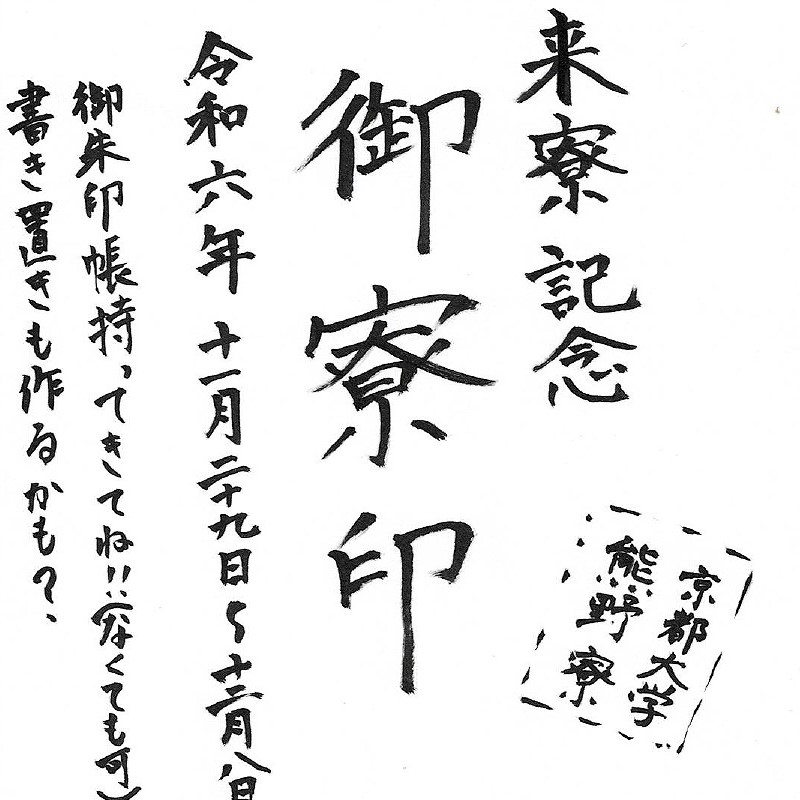 来寮記念
御寮印
京都大学
熊野寮
令和六年十一月二十九日〜十二月八日
御朱印帳持ってきてね!!(なくても可)
書き置きも作るかも?、